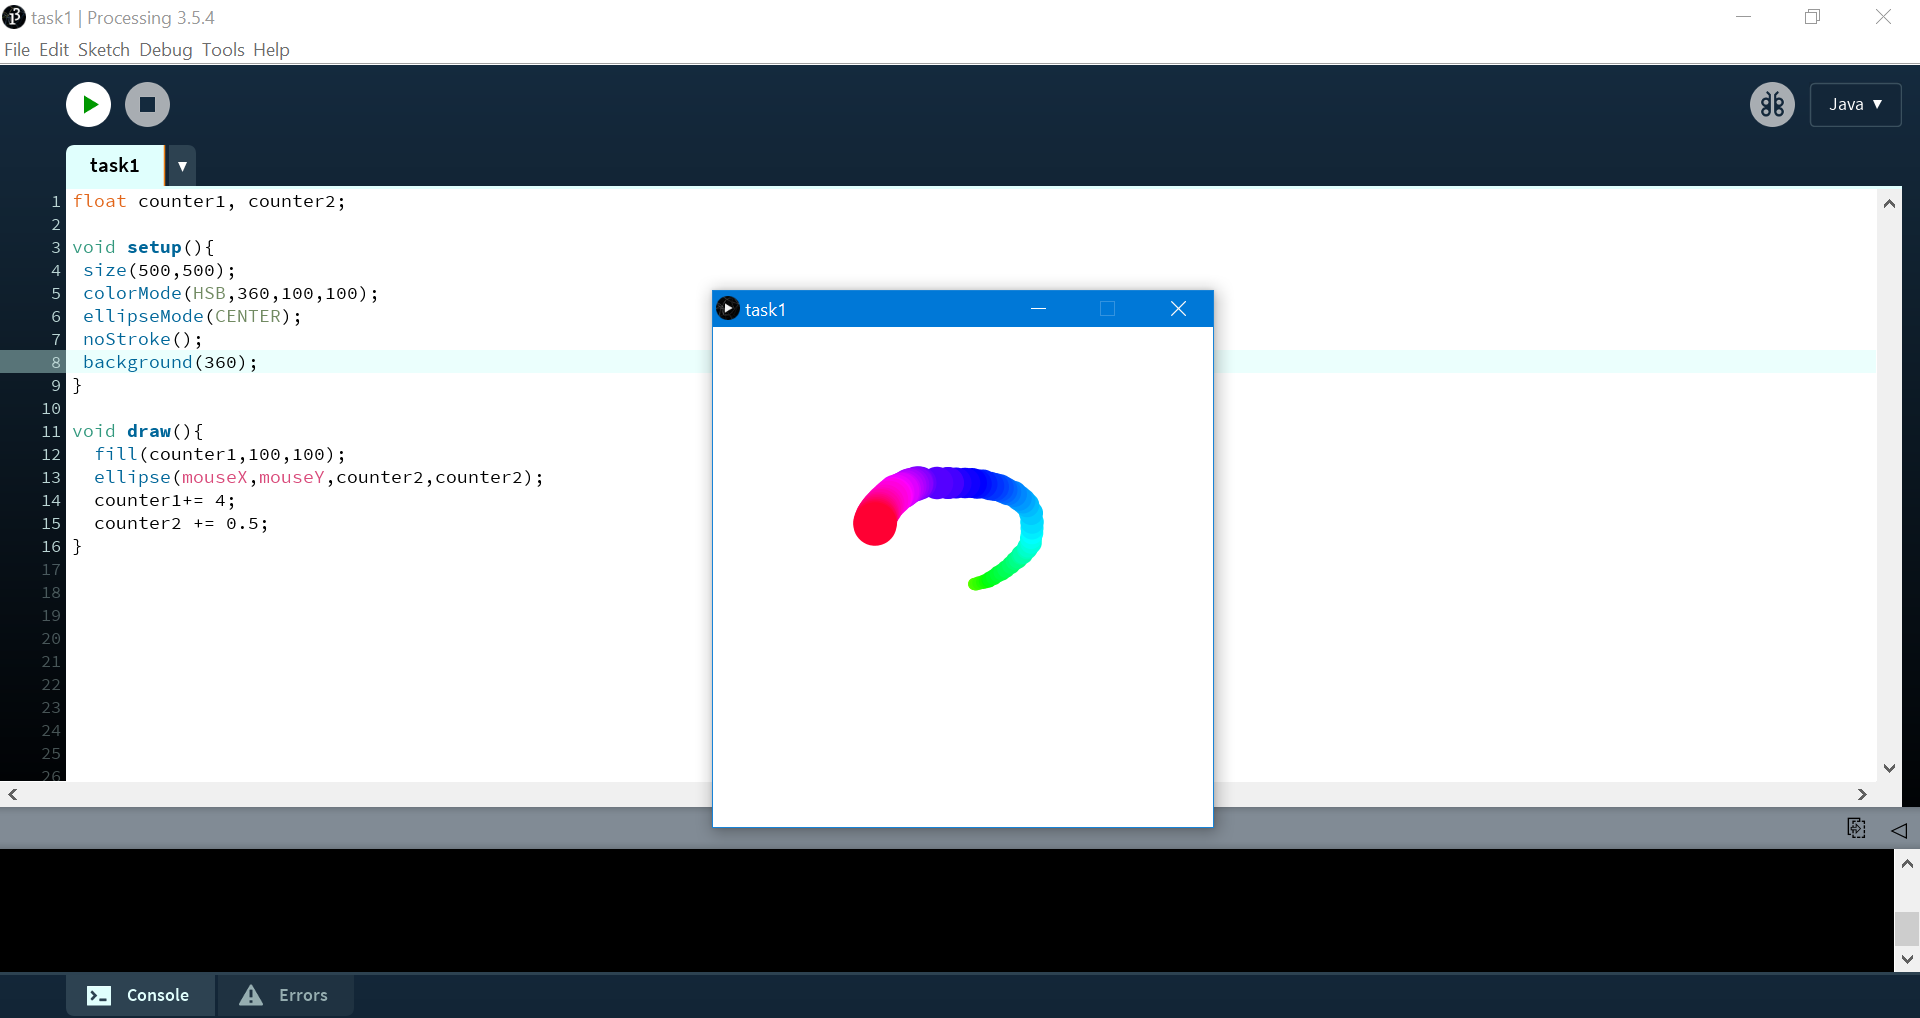 task1 | Processing 3.5.4
File Edit Sketch Debug Tools Help
Java ▼
task1 ▼
1 float counter1, counter2;
2
3 void setup(){
4 size(500,500);
5 colorMode(HSB,360,100,100);
6 ellipseMode(CENTER);
7 noStroke();
8 background(360);
9 }
10
11 void draw(){
12 fill(counter1,100,100);
13 ellipse(mouseX,mouseY,counter2,counter2);
14 counter1+= 4;
15 counter2 += 0.5;
16 }
17
18
19
20
21
22
23
24
25
26
task1
Console Errors